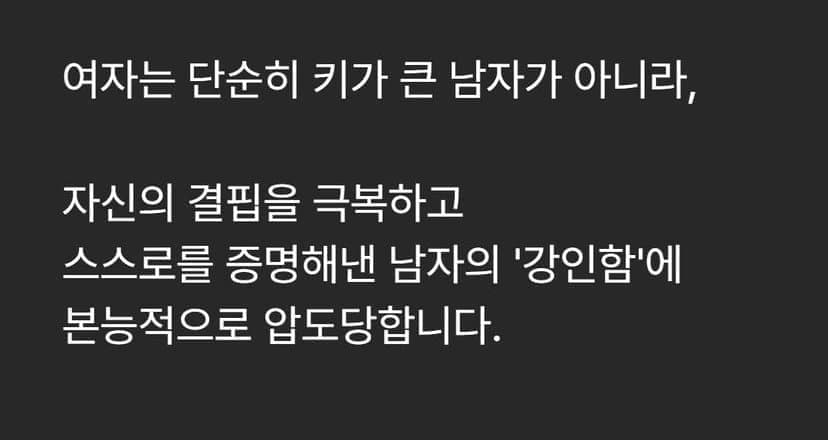 여자는 단순히 키가 큰 남자가 아니라,
자신의 결핍을 극복하고
스스로를 증명해낸 남자의 '강인함'에
본능적으로 압도당합니다.